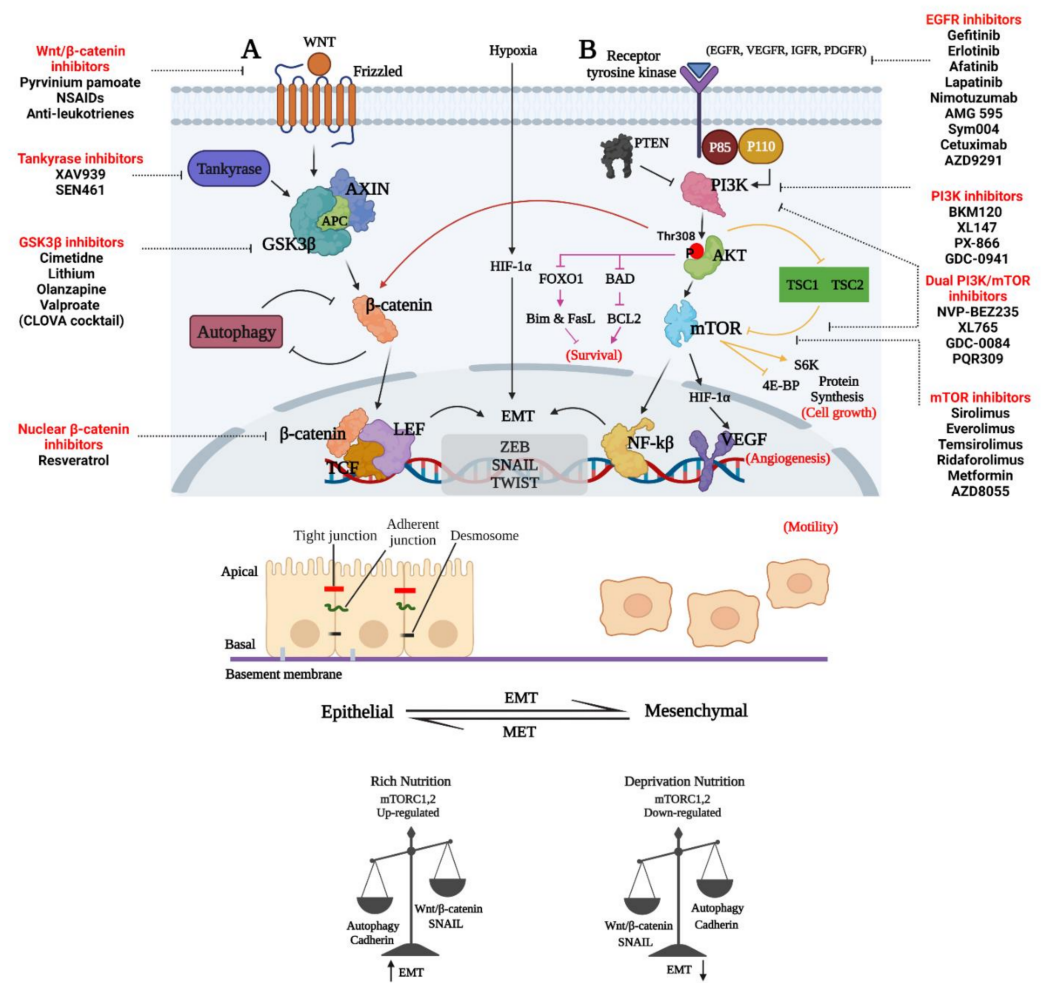 Wnt/β-catenin
inhibitors
Pyrvinium pamoate
NSAIDs
Anti-leukotrienes
Tankyrase inhibitors
XAV939
SEN461
GSK3β inhibitors
Cimetidne
Lithium
Olanzapine
Valproate
(CLOVA cocktail)
Nuclear β-catenin
inhibitors
Resveratrol
A
WNT
Frizzled
Tankyrase
AXIN
APC
GSK3β
β-catenin
Autophagy
β-catenin
LEF
TCF
Hypoxia
HIF-1α
EMT
ZEB
SNAIL
TWIST
B
Receptor
tyrosine kinase
(EGFR, VEGFR, IGFR, PDGFR)
PTEN
P85
P110
PI3K
Thr308
P
AKT
FOXO1
BAD
Bim & FasL
BCL2
(Survival)
TSC1 TSC2
mTOR
S6K
4E-BP
Protein
Synthesis
(Cell growth)
HIF-1α
NF-kβ
VEGF
(Angiogenesis)
EGFR inhibitors
Gefitinib
Erlotinib
Afatinib
Lapatinib
Nimotuzumab
AMG 595
Sym004
Cetuximab
AZD9291
PI3K inhibitors
BKM120
XL147
PX-866
GDC-0941
Dual PI3K/mTOR
inhibitors
NVP-BEZ235
XL765
GDC-0084
PQR309
mTOR inhibitors
Sirolimus
Everolimus
Temsirolimus
Ridaforolimus
Metformin
AZD8055
Tight junction
Adherent
junction
Desmosome
(Motility)
Apical
Basal
Basement membrane
Epithelial
EMT
MET
Mesenchymal
Rich Nutrition
mTORC1,2
Up-regulated
Autophagy
Cadherin
Wnt/β-catenin
SNAIL
EMT
Deprivation Nutrition
mTORC1,2
Down-regulated
Wnt/β-catenin
SNAIL
Autophagy
Cadherin
EMT